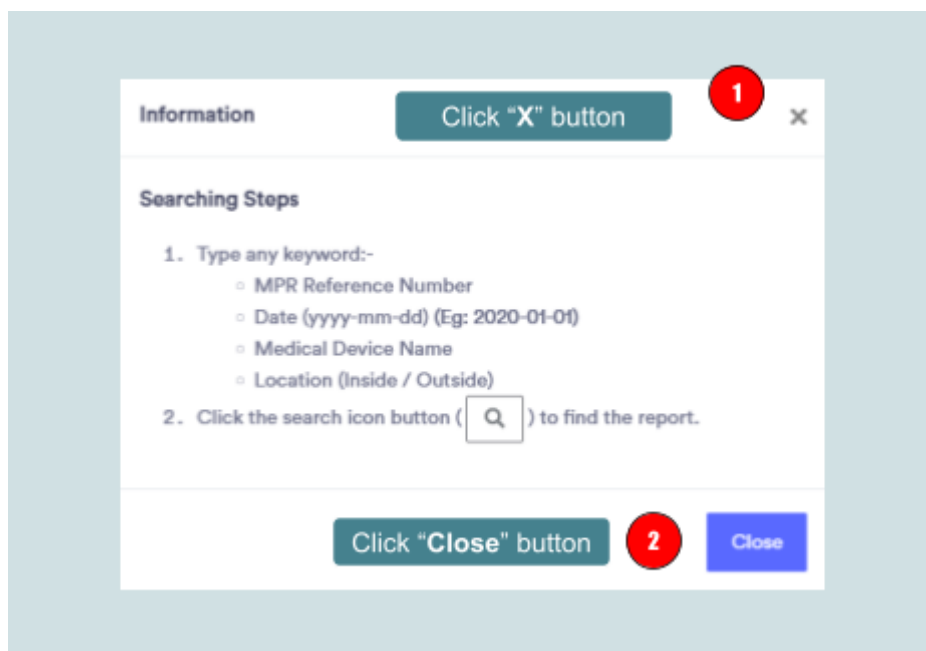 Information
Click “X” button
1
×
Searching Steps
1. Type any keyword:-
◦ MPR Reference Number
◦ Date (yyyy-mm-dd) (Eg: 2020-01-01)
◦ Medical Device Name
◦ Location (Inside / Outside)
2. Click the search icon button ( ) to find the report.
Click “Close” button
2
Close